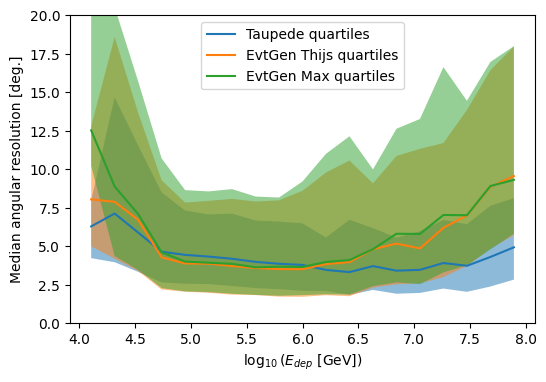 20.0
17.5
15.0
12.5
10.0
7.5
5.0
2.5
0.0
Median angular resolution [deg.]
Taupede quartiles
EvtGen Thijs quartiles
EvtGen Max quartiles
4.0 4.5 5.0 5.5 6.0 6.5 7.0 7.5 8.0
log₁₀(E_dep [GeV])